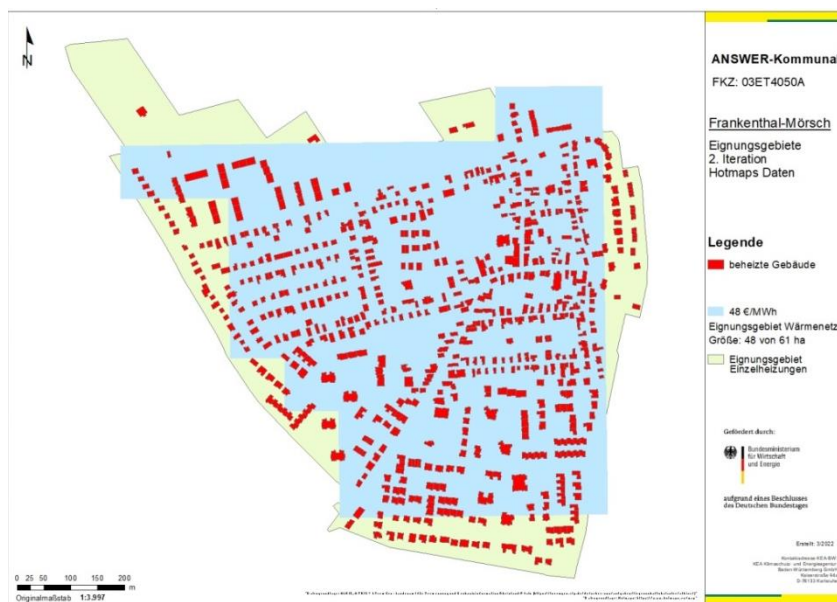 N
ANSWER-Kommunal
FKZ: 03ET4050A
Frankenthal-Mörsch
Eignungsgebiete
2. Iteration
Hotmaps Daten
Legende
beheizte Gebäude
48 €/MWh
Eignungsgebiet Wärmenetz
Größe: 48 von 61 ha
Eignungsgebiet
Einzelheizungen
Gefördert durch:
Bundesministerium
für Wirtschaft
und Energie
aufgrund eines Beschlusses
des Deutschen Bundestages
Erstellt: 3/2022
0 25 50 100 150 200
m
Originalmaßstab 1:3.997